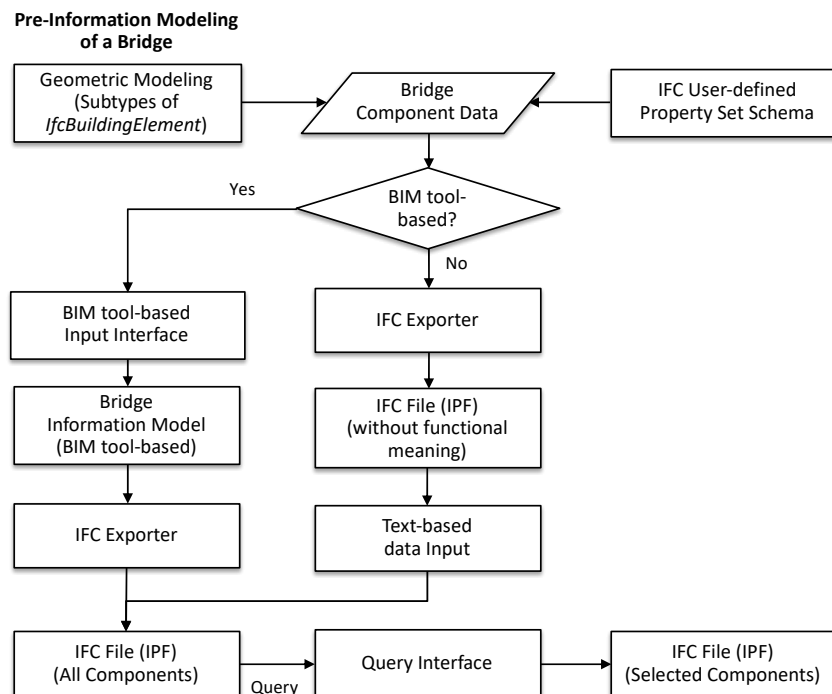 Pre-Information Modeling
of a Bridge
Geometric Modeling
(Subtypes of
IfcBuildingElement)
Bridge
Component Data
IFC User-defined
Property Set Schema
Yes
BIM tool-
based?
No
BIM tool-based
Input Interface
IFC Exporter
Bridge
Information Model
(BIM tool-based)
IFC File (IPF)
(without functional
meaning)
IFC Exporter
Text-based
data Input
IFC File (IPF)
(All Components)
Query
Query Interface
IFC File (IPF)
(Selected Components)